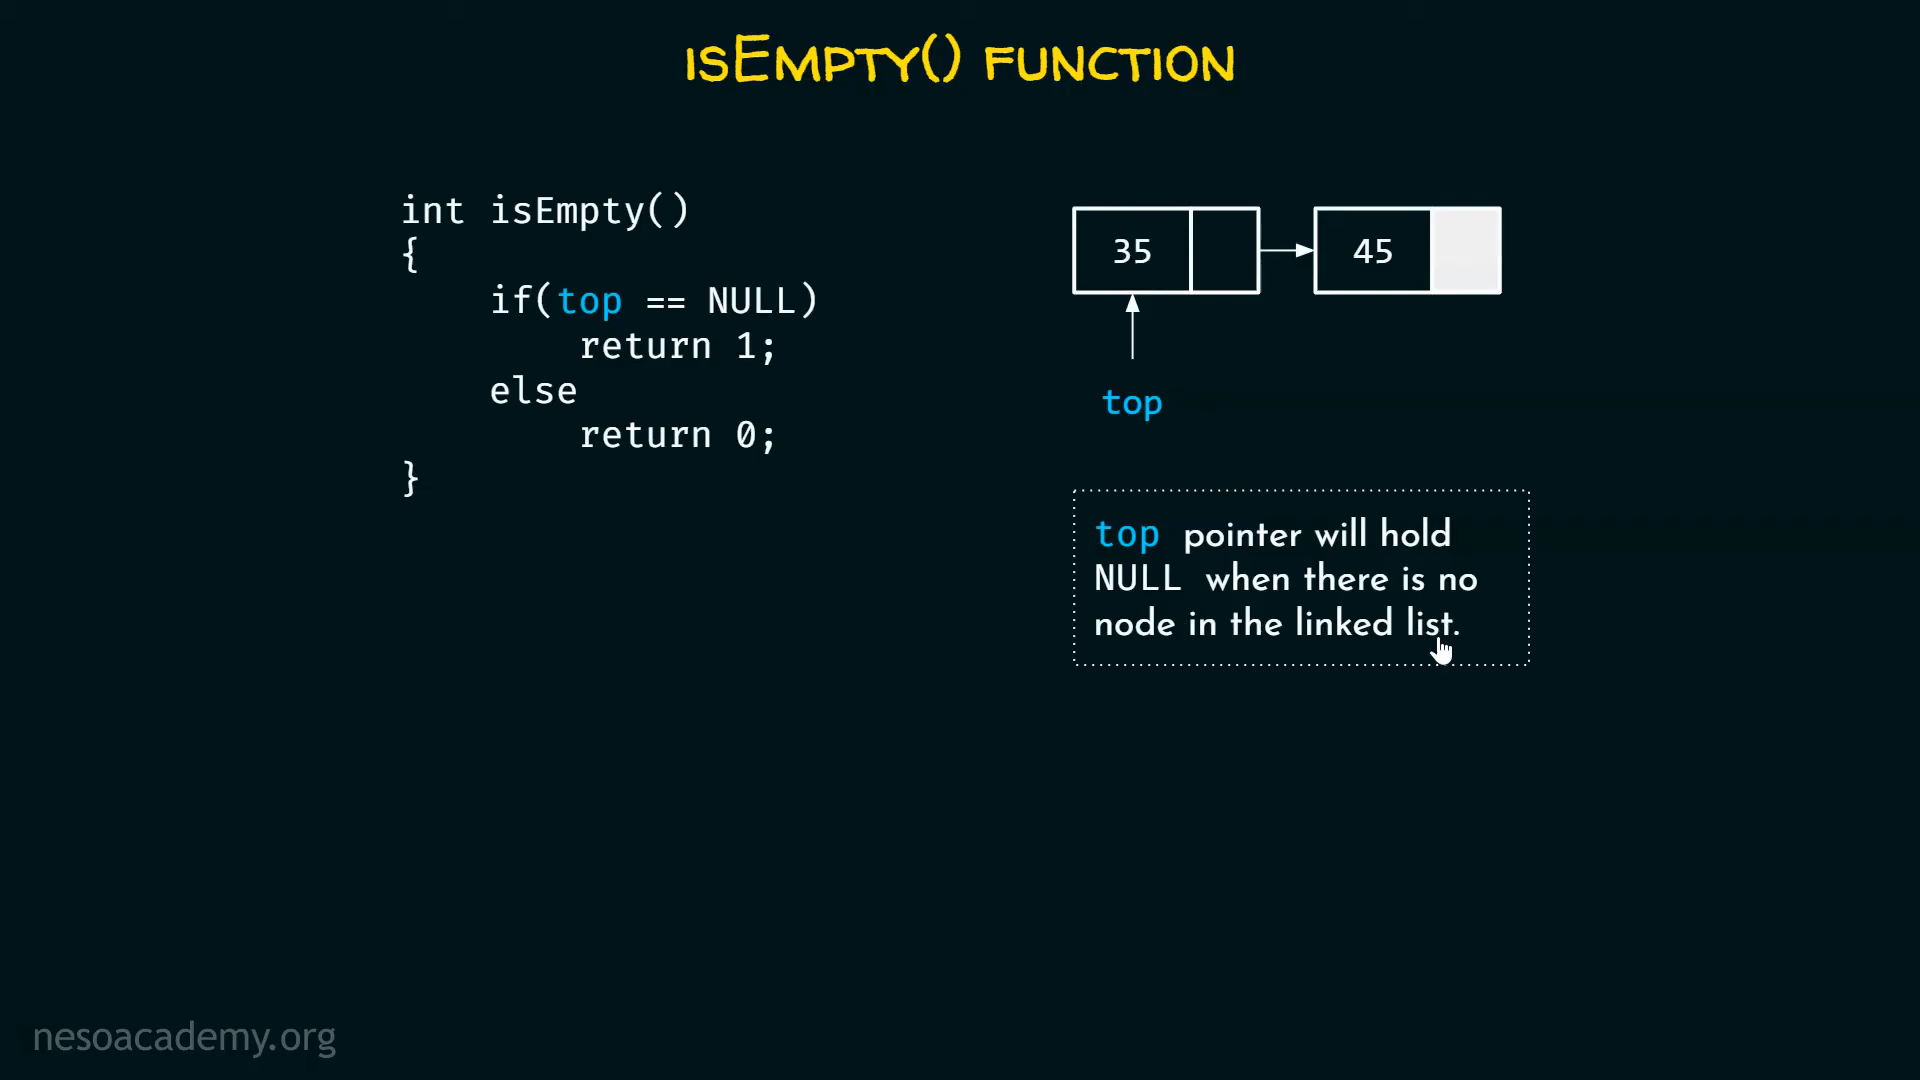 isEmpty() function
int isEmpty()
{
if(top == NULL)
return 1;
else
return 0;
}
35
45
top
top pointer will hold
NULL when there is no
node in the linked list.
nesoacademy.org